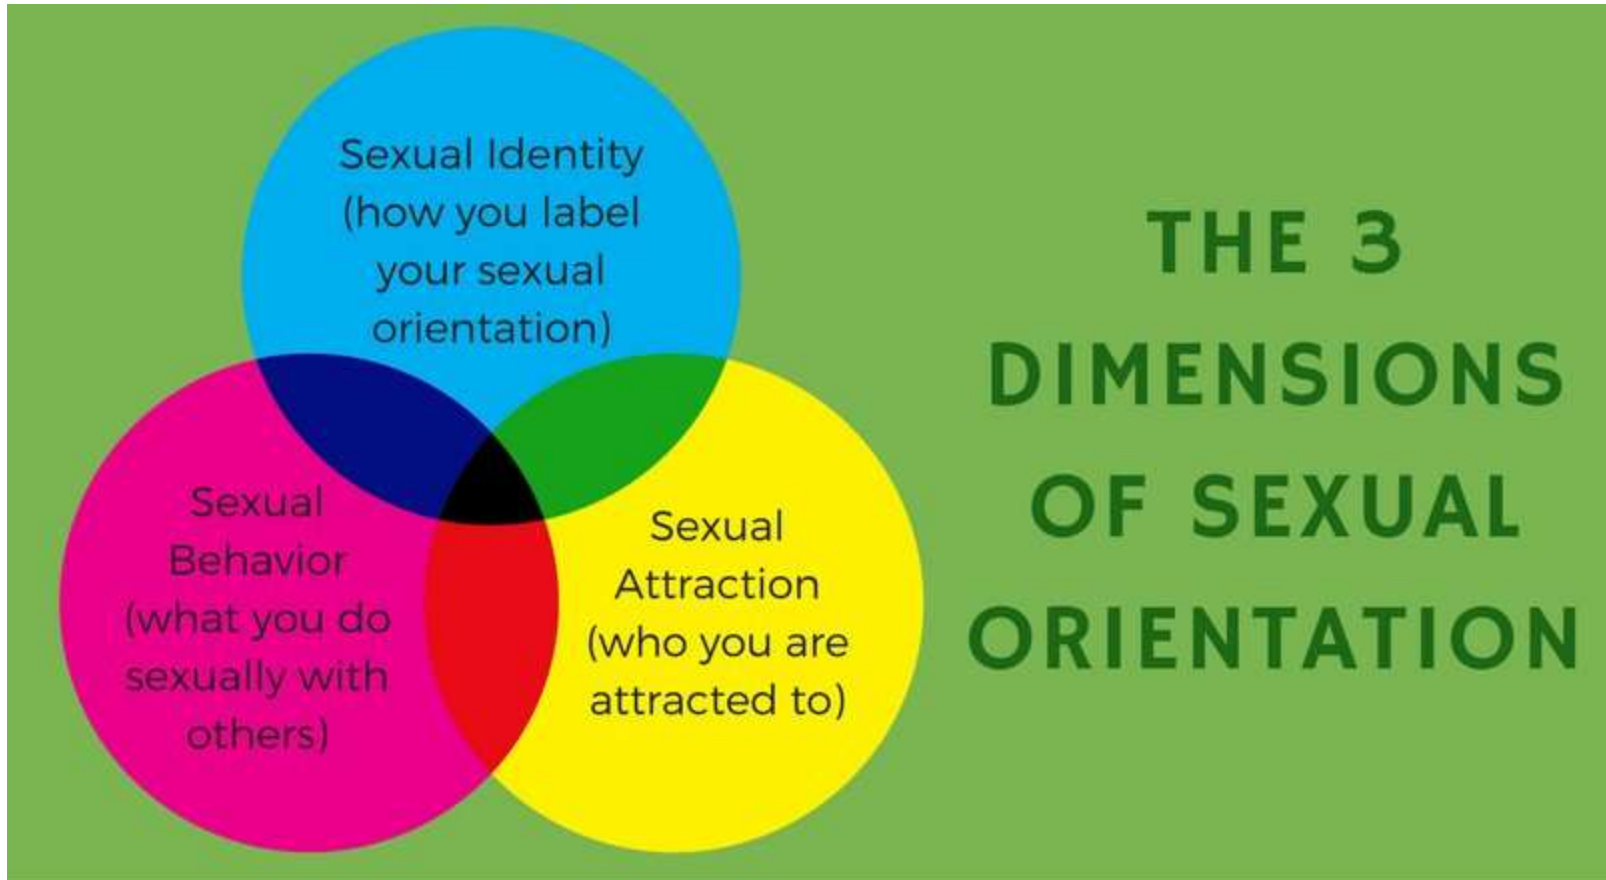 Sexual Identity
(how you label
your sexual
orientation)
Sexual
Behavior
(what you do
sexually with
others)
Sexual
Attraction
(who you are
attracted to)
THE 3
DIMENSIONS
OF SEXUAL
ORIENTATION